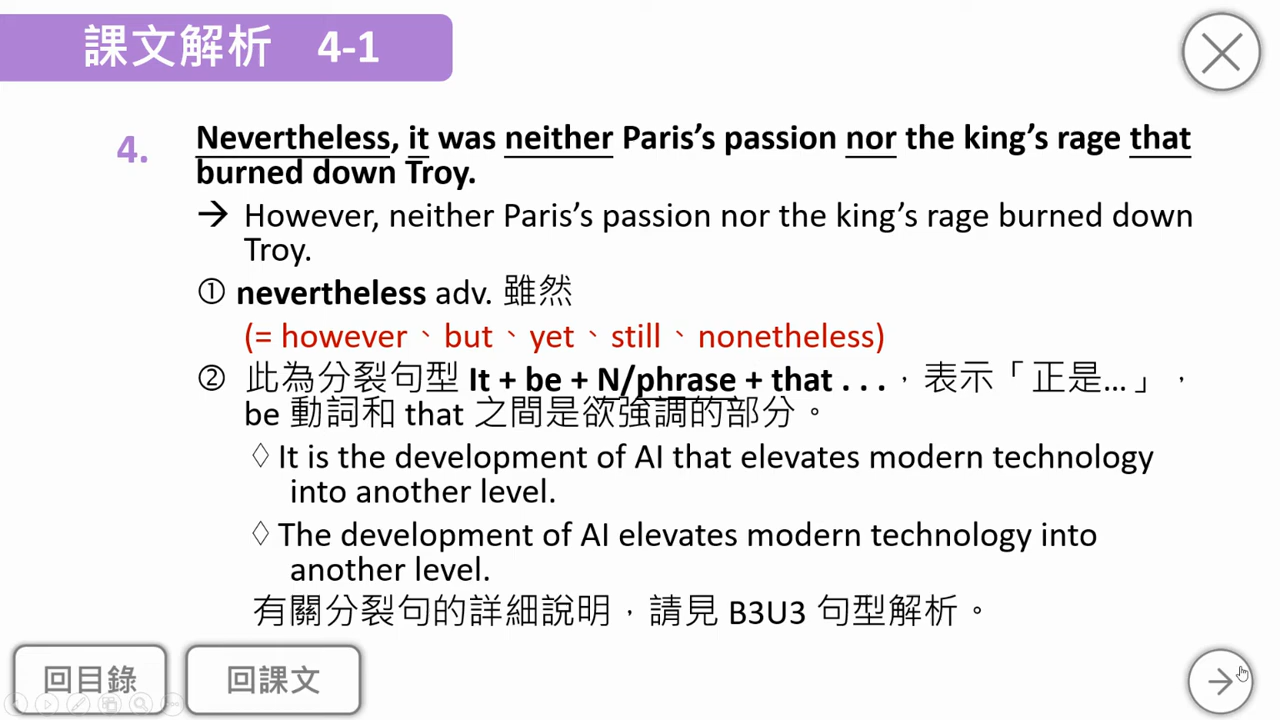 課文解析 4-1
4. Nevertheless, it was neither Paris’s passion nor the king’s rage that
burned down Troy.
→ However, neither Paris’s passion nor the king’s rage burned down
Troy.
① nevertheless adv. 雖然
(= however、but、yet、still、nonetheless)
② 此為分裂句型 It + be + N/phrase + that . . .，表示「正是…」，
be 動詞和 that 之間是欲強調的部分。
◊ It is the development of AI that elevates modern technology
into another level.
◊ The development of AI elevates modern technology into
another level.
有關分裂句的詳細說明，請見 B3U3 句型解析。
回目錄 回課文